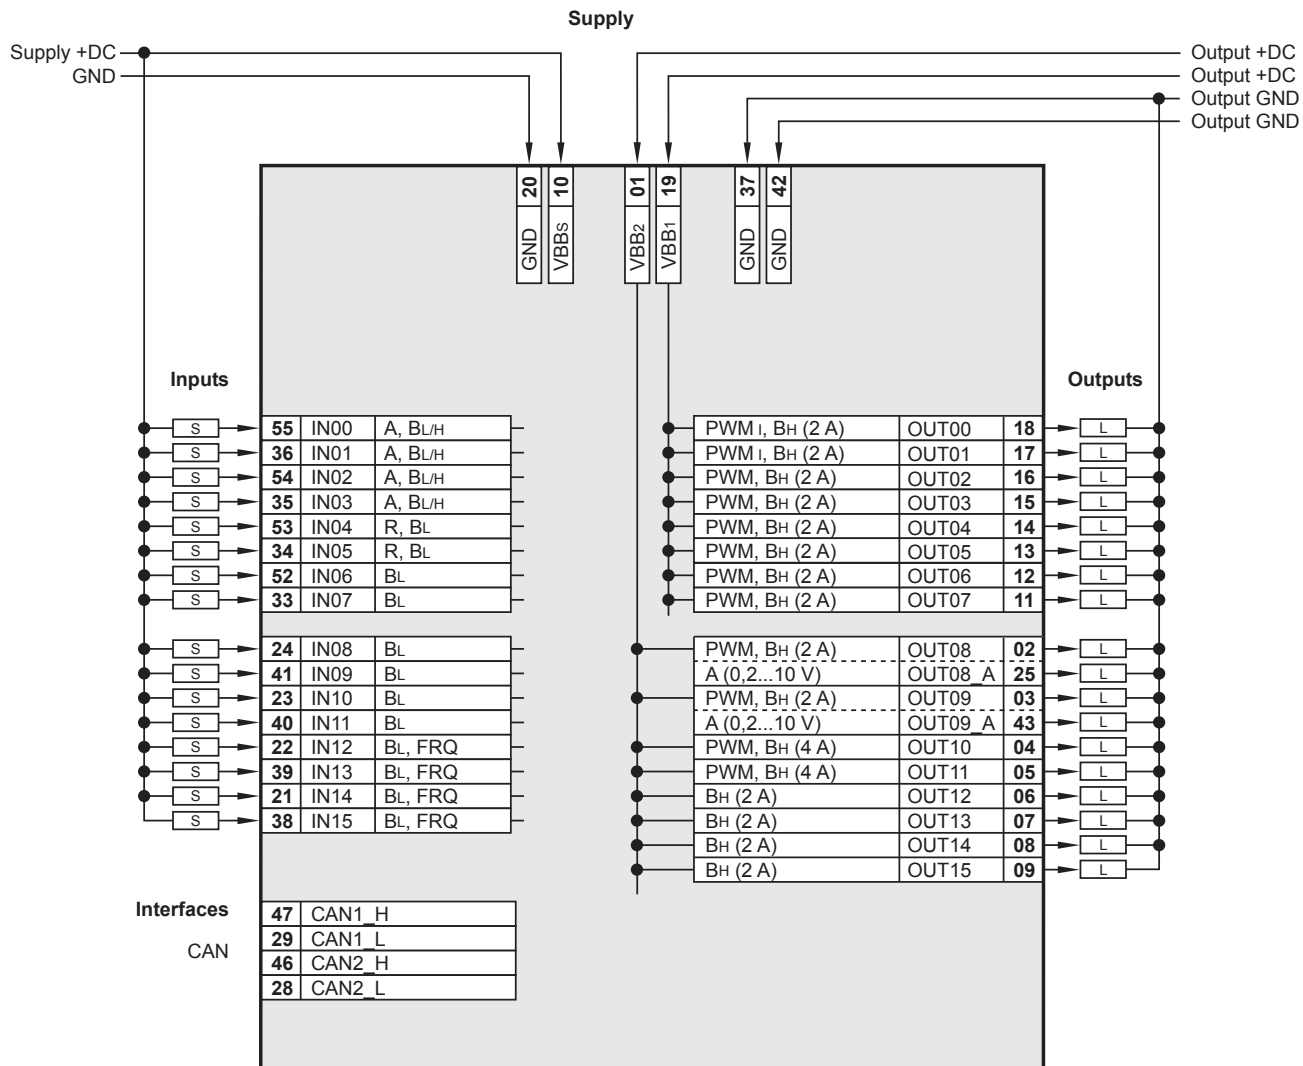 Supply
Supply +DC
GND
Output +DC
Output +DC
Output GND
Output GND
20 10 01 19 37 42
GND VBBS VBB2 VBB1 GND GND
Inputs
Outputs
S 55 IN00 A, BL/H
S 36 IN01 A, BL/H
S 54 IN02 A, BL/H
S 35 IN03 A, BL/H
S 53 IN04 R, BL
S 34 IN05 R, BL
S 52 IN06 BL
S 33 IN07 BL
S 24 IN08 BL
S 41 IN09 BL
S 23 IN10 BL
S 40 IN11 BL
S 22 IN12 BL, FRQ
S 39 IN13 BL, FRQ
S 21 IN14 BL, FRQ
S 38 IN15 BL, FRQ
PWM I, BH (2 A) OUT00 18 L
PWM I, BH (2 A) OUT01 17 L
PWM, BH (2 A) OUT02 16 L
PWM, BH (2 A) OUT03 15 L
PWM, BH (2 A) OUT04 14 L
PWM, BH (2 A) OUT05 13 L
PWM, BH (2 A) OUT06 12 L
PWM, BH (2 A) OUT07 11 L
PWM, BH (2 A) OUT08 02 L
A (0,2...10 V) OUT08_A 25 L
PWM, BH (2 A) OUT09 03 L
A (0,2...10 V) OUT09_A 43 L
PWM, BH (4 A) OUT10 04 L
PWM, BH (4 A) OUT11 05 L
BH (2 A) OUT12 06 L
BH (2 A) OUT13 07 L
BH (2 A) OUT14 08 L
BH (2 A) OUT15 09 L
Interfaces
CAN
47 CAN1_H
29 CAN1_L
46 CAN2_H
28 CAN2_L